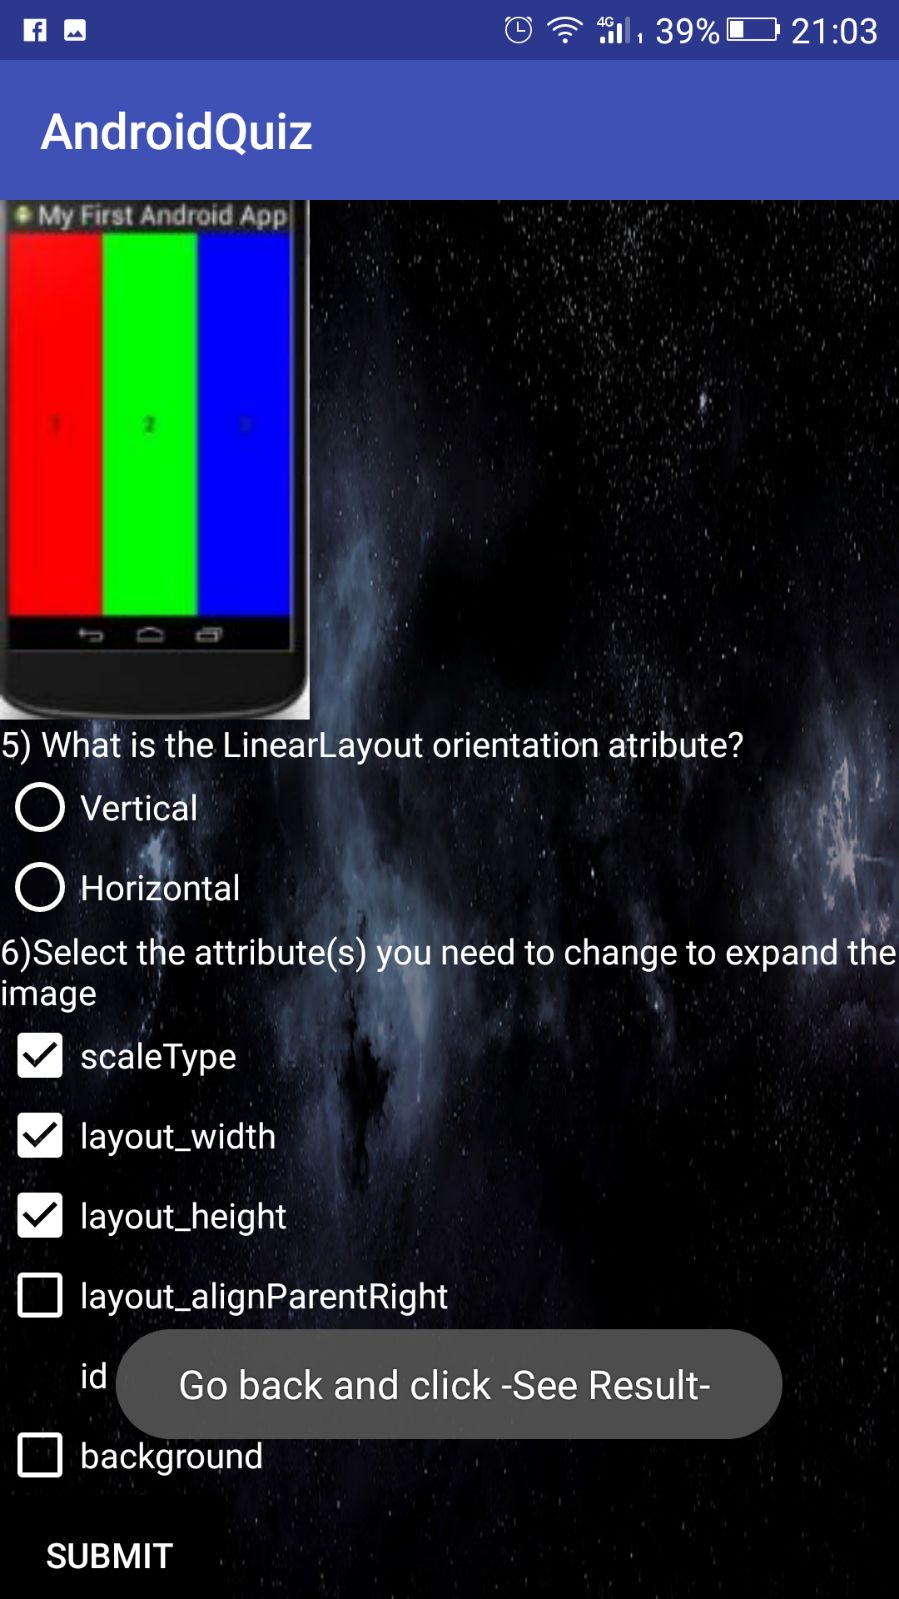 4G 1 39% 21:03
AndroidQuiz
My First Android App
1 2 3
5) What is the LinearLayout orientation atribute?
Vertical
Horizontal
6)Select the attribute(s) you need to change to expand the
image
scaleType
layout_width
layout_height
layout_alignParentRight
id
Go back and click -See Result-
background
SUBMIT